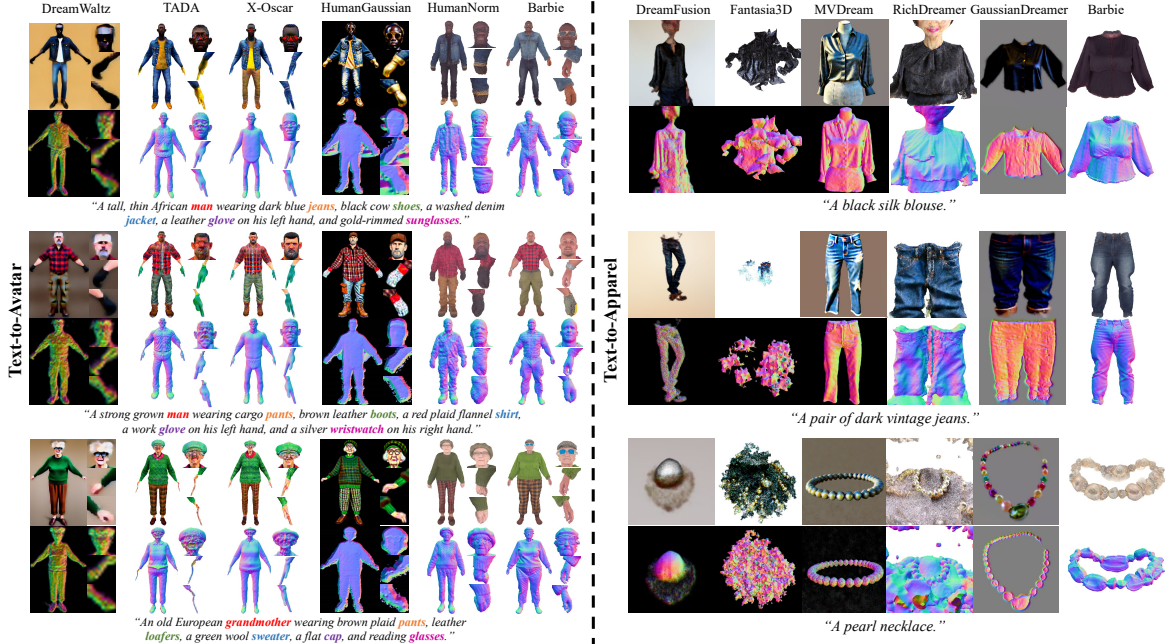 DreamWaltz TADA X-Oscar HumanGaussian HumanNorm Barbie
Text-to-Avatar
“A tall, thin African man wearing dark blue jeans, black cow shoes, a washed denim
jacket, a leather glove on his left hand, and gold-rimmed sunglasses.”
“A strong grown man wearing cargo pants, brown leather boots, a red plaid flannel shirt,
a work glove on his left hand, and a silver wristwatch on his right hand.”
“An old European grandmother wearing brown plaid pants, leather
loafers, a green wool sweater, a flat cap, and reading glasses.”
DreamFusion Fantasia3D MVDream RichDreamer GaussianDreamer Barbie
Text-to-Apparel
“A black silk blouse.”
“A pair of dark vintage jeans.”
“A pearl necklace.”